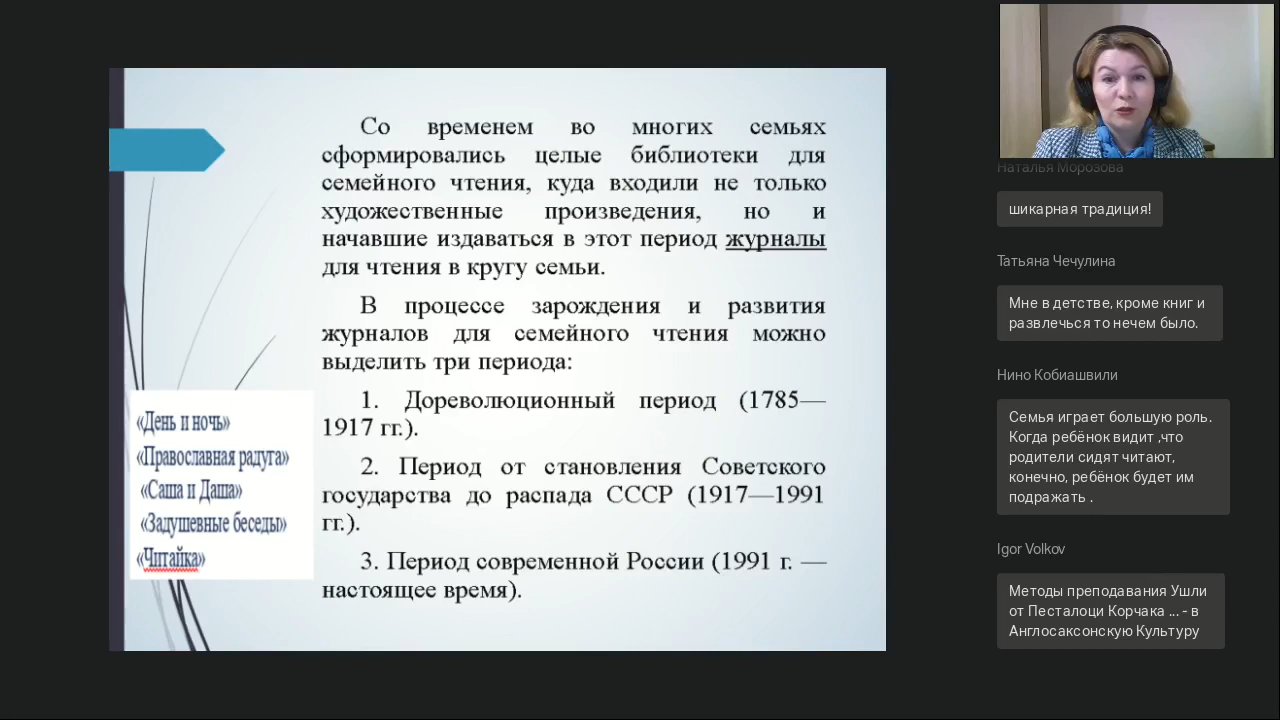 Со временем во многих семьях
сформировались целые библиотеки для
семейного чтения, куда входили не только
художественные произведения, но и
начавшие издаваться в этот период журналы
для чтения в кругу семьи.
В процессе зарождения и развития
журналов для семейного чтения можно
выделить три периода:
1. Дореволюционный период (1785—
1917 гг.).
2. Период от становления Советского
государства до распада СССР (1917—1991
гг.).
3. Период современной России (1991 г. —
настоящее время).
«День и ночь»
«Православная радуга»
«Саша и Даша»
«Задушевные беседы»
«Читайка»
Наталья Морозова
шикарная традиция!
Татьяна Чечулина
Мне в детстве, кроме книг и
развлечься то нечем было.
Нино Кобиашвили
Семья играет большую роль.
Когда ребёнок видит ,что
родители сидят читают,
конечно, ребёнок будет им
подражать .
Igor Volkov
Методы преподавания Ушли
от Песталоци Корчака ... - в
Англосаксонскую Культуру